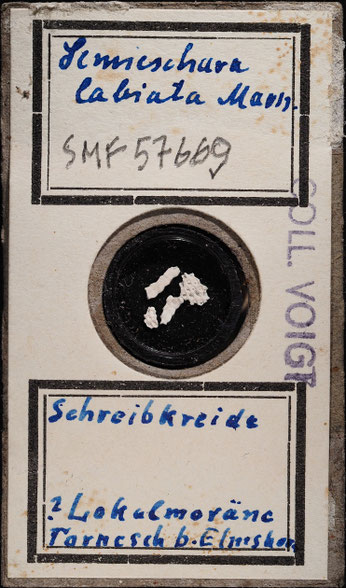 Semieschara
labiata Marss.
SMF 57669
COLL. VOIGT
Schreibkreide
? Lokalmoräne
Tornesch b. Elmshorn